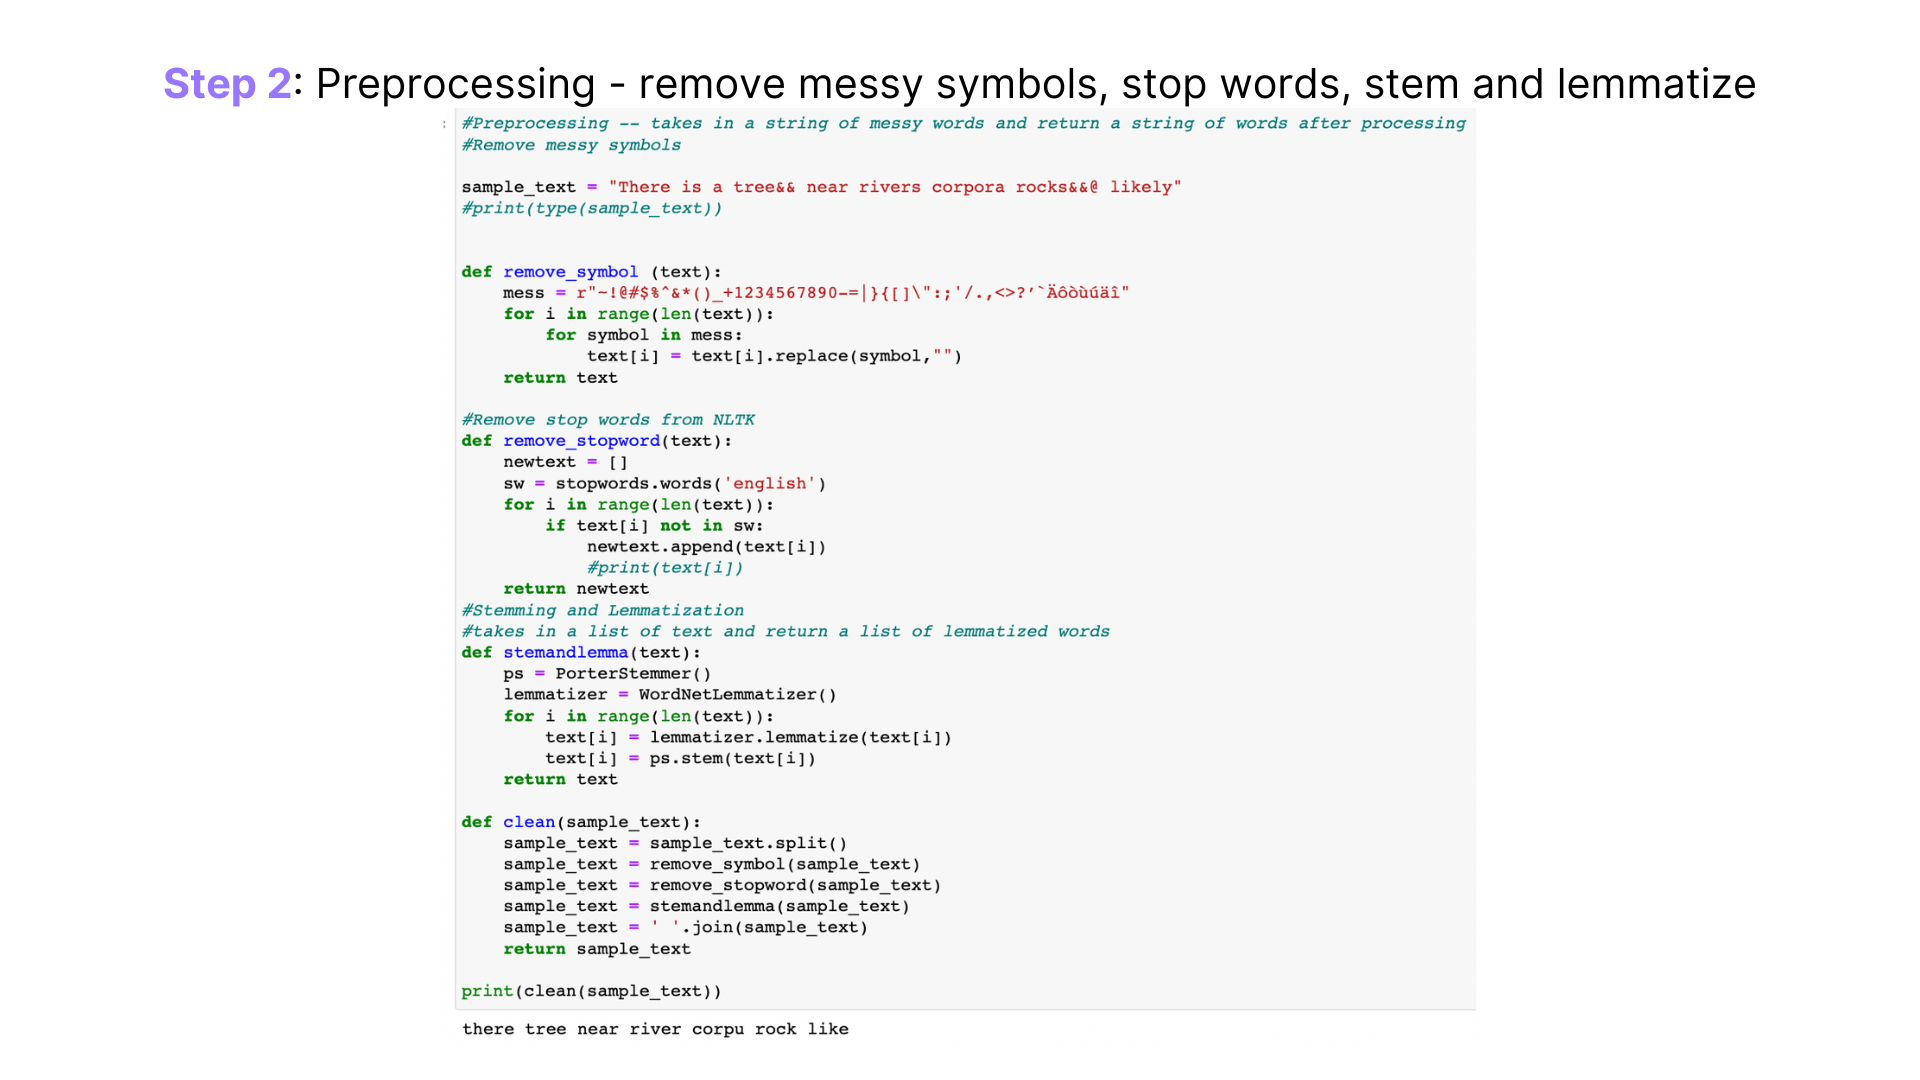 Step 2: Preprocessing - remove messy symbols, stop words, stem and lemmatize
: #Preprocessing -- takes in a string of messy words and return a string of words after processing
#Remove messy symbols
sample_text = "There is a tree&& near rivers corpora rocks&&@ likely"
#print(type(sample_text))
def remove_symbol (text):
    mess = r"~!@#$%^&*()_+1234567890-=|}{[]\":;'/.,<>?’`Äôòùúäî"
    for i in range(len(text)):
        for symbol in mess:
            text[i] = text[i].replace(symbol,"")
    return text
#Remove stop words from NLTK
def remove_stopword(text):
    newtext = []
    sw = stopwords.words('english')
    for i in range(len(text)):
        if text[i] not in sw:
            newtext.append(text[i])
            #print(text[i])
    return newtext
#Stemming and Lemmatization
#takes in a list of text and return a list of lemmatized words
def stemandlemma(text):
    ps = PorterStemmer()
    lemmatizer = WordNetLemmatizer()
    for i in range(len(text)):
        text[i] = lemmatizer.lemmatize(text[i])
        text[i] = ps.stem(text[i])
    return text
def clean(sample_text):
    sample_text = sample_text.split()
    sample_text = remove_symbol(sample_text)
    sample_text = remove_stopword(sample_text)
    sample_text = stemandlemma(sample_text)
    sample_text = ' '.join(sample_text)
    return sample_text
print(clean(sample_text))
there tree near river corpu rock like